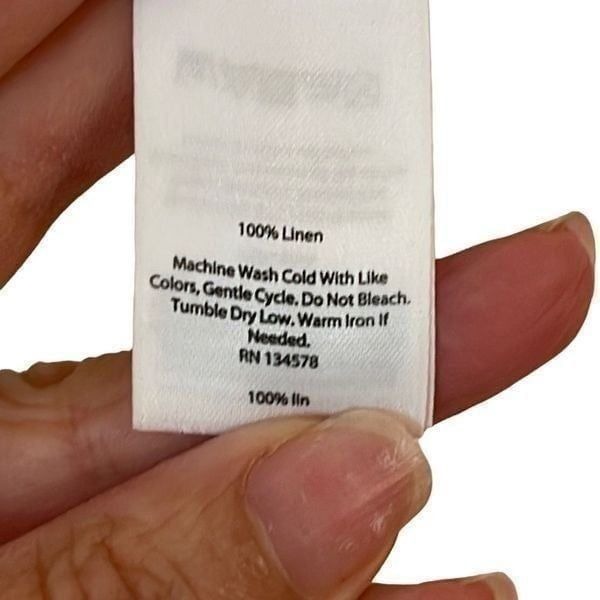 100% Linen
Machine Wash Cold With Like
Colors, Gentle Cycle. Do Not Bleach.
Tumble Dry Low. Warm Iron If
Needed.
RN 134578
100% lin